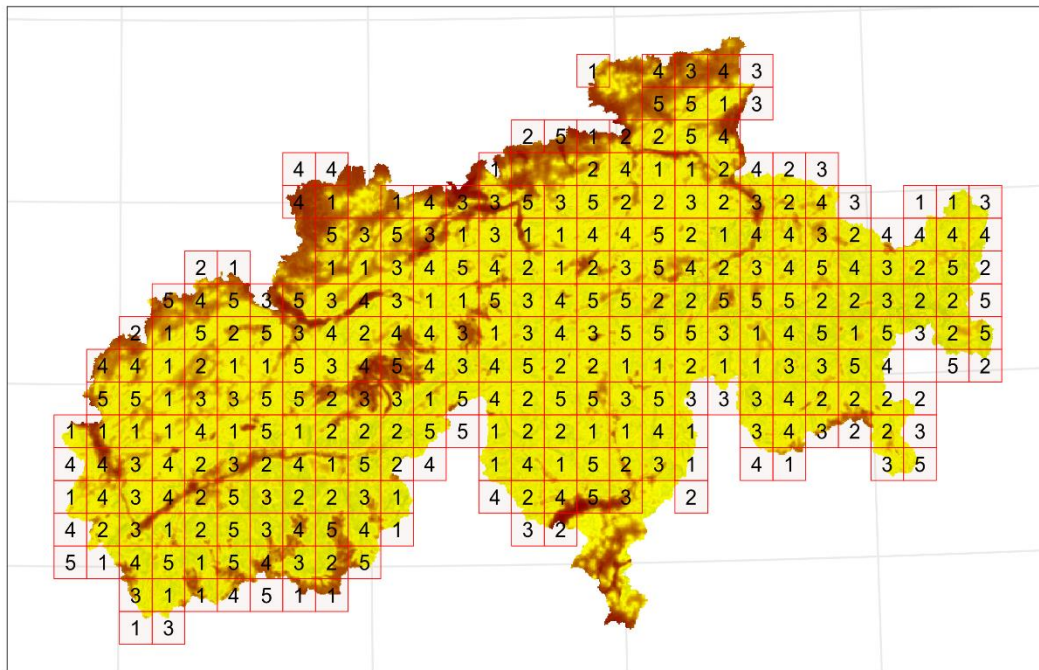 1 4 3 4 3
5 5 1 3
2 5 1 2 2 5 4
4 4 1 2 4 1 1 2 4 2 3
4 1 1 4 3 3 5 3 5 2 2 3 2 3 2 4 3 1 1 3
5 3 5 3 1 3 1 1 4 4 5 2 1 4 4 3 2 4 4 4 4
2 1 1 1 3 4 5 4 2 1 2 3 5 4 2 3 4 5 4 3 2 5 2
5 4 5 3 5 3 4 3 1 1 5 3 4 5 5 2 2 5 5 5 2 2 3 2 2 5
2 1 5 2 5 3 4 2 4 4 3 1 3 4 3 5 5 5 3 1 4 5 1 5 3 2 5
4 4 1 2 1 1 5 3 4 5 4 3 4 5 2 2 1 1 2 1 1 3 3 5 4 5 2
5 5 1 3 3 5 5 2 3 3 1 5 4 2 5 5 3 5 3 3 3 4 2 2 2 2
1 1 1 1 4 1 5 1 2 2 2 5 5 1 2 2 1 1 4 1 3 4 3 2 2 3
4 4 3 4 2 3 2 4 1 5 2 4 1 4 1 5 2 3 1 4 1 3 5
1 4 3 4 2 5 3 2 2 3 1 4 2 4 5 3 2
4 2 3 1 2 5 3 4 5 4 1 3 2
5 1 4 5 1 5 4 3 2 5
3 1 1 4 5 1 1
1 3